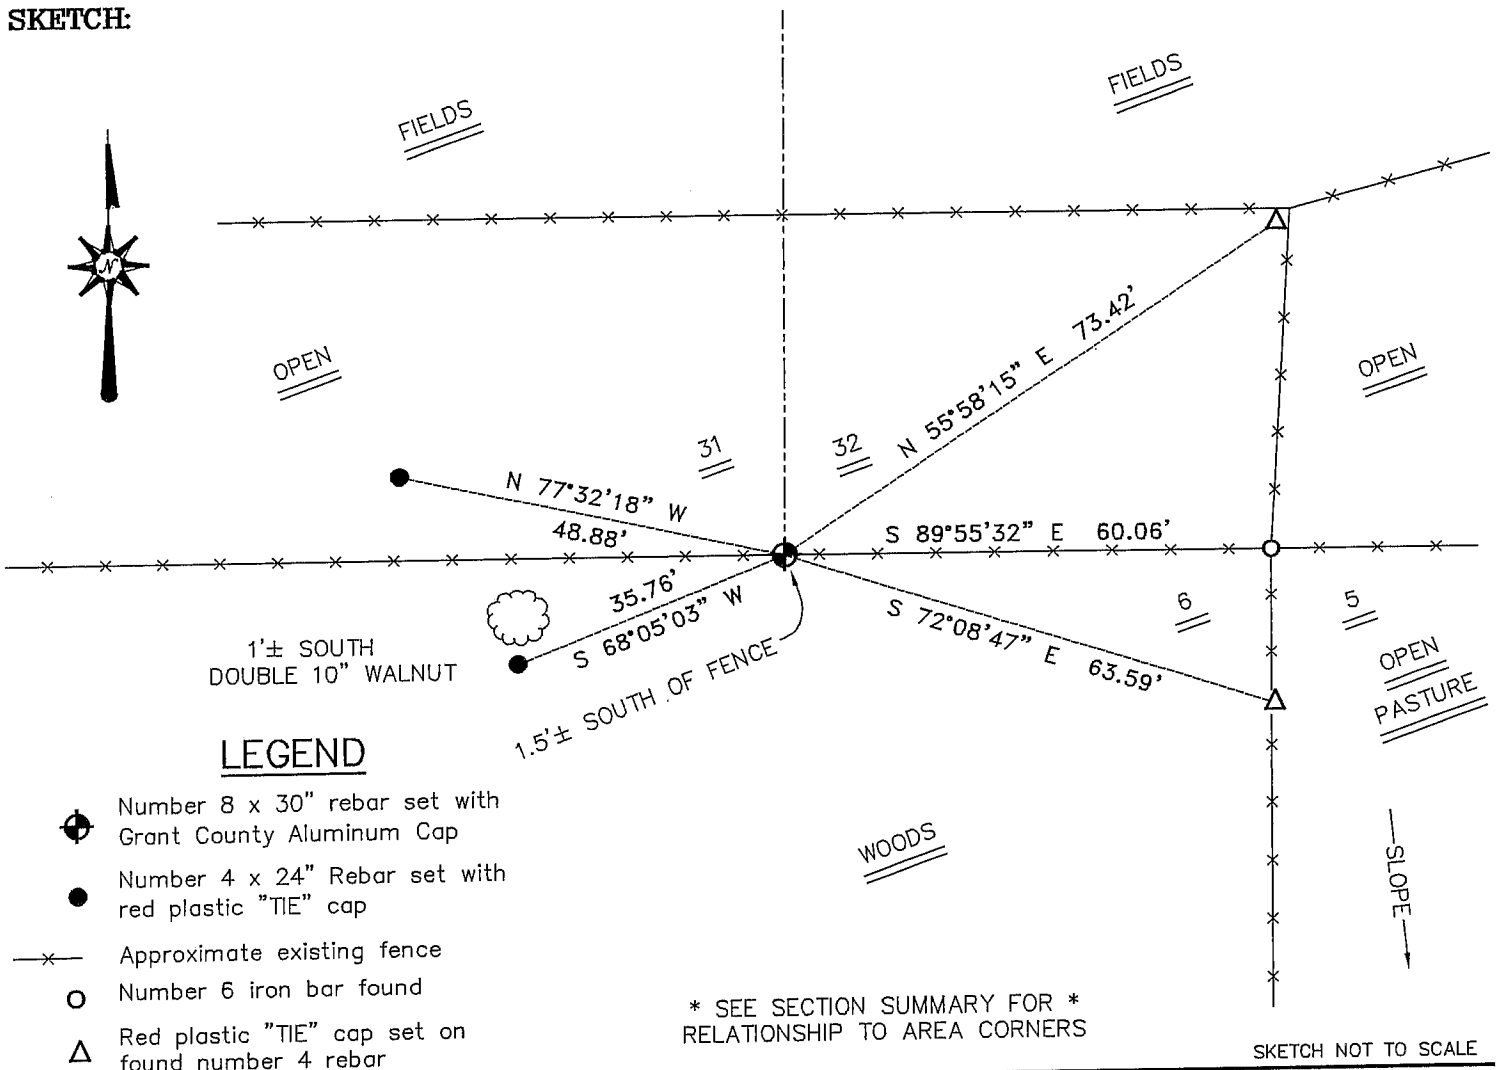 SKETCH:
FIELDS
FIELDS
N
OPEN
OPEN
N 55°58'15" E 73.42'
31
32
N 77°32'18" W
48.88'
S 89°55'32" E 60.06'
35.76'
S 68°05'03" W
1'± SOUTH
DOUBLE 10" WALNUT
1.5'± SOUTH OF FENCE
S 72°08'47" E 63.59'
6
5
OPEN
PASTURE
WOODS
SLOPE
LEGEND
Number 8 x 30" rebar set with
Grant County Aluminum Cap
Number 4 x 24" Rebar set with
red plastic "TIE" cap
Approximate existing fence
Number 6 iron bar found
Red plastic "TIE" cap set on
found number 4 rebar
* SEE SECTION SUMMARY FOR *
RELATIONSHIP TO AREA CORNERS
SKETCH NOT TO SCALE